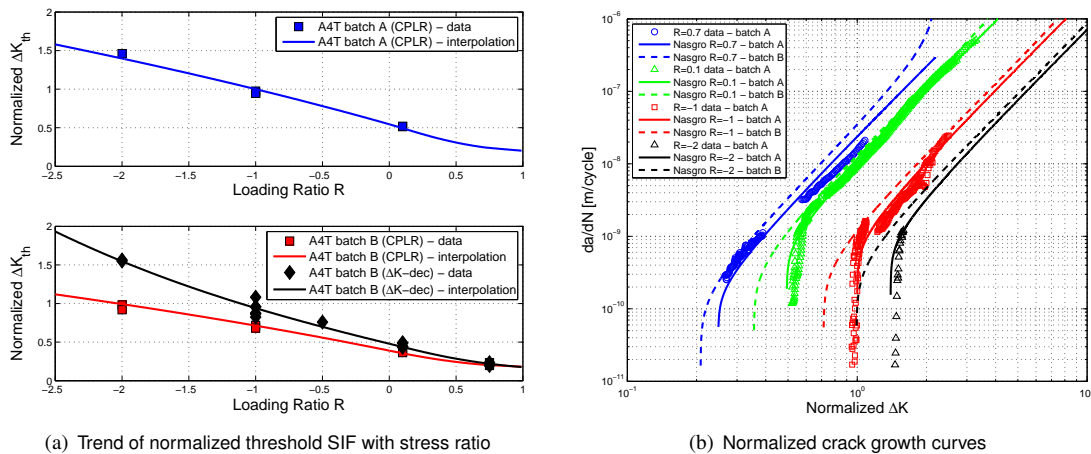 2
1.5
1
0.5
0
Normalized ΔK_th
A4T batch A (CPLR) – data
A4T batch A (CPLR) – interpolation
−2.5 −2 −1.5 −1 −0.5 0 0.5 1
Loading Ratio R
2
1.5
1
0.5
0
Normalized ΔK_th
A4T batch B (CPLR) – data
A4T batch B (CPLR) – interpolation
A4T batch B (ΔK−dec) – data
A4T batch B (ΔK−dec) – interpolation
−2.5 −2 −1.5 −1 −0.5 0 0.5 1
Loading Ratio R
(a) Trend of normalized threshold SIF with stress ratio
10^−6
10^−7
10^−8
10^−9
10^−10
10^−11
da/dN [m/cycle]
R=0.7 data − batch A
Nasgro R=0.7 − batch A
Nasgro R=0.7 − batch B
R=0.1 data − batch A
Nasgro R=0.1 − batch A
Nasgro R=0.1 − batch B
R=−1 data − batch A
Nasgro R=−1 − batch A
Nasgro R=−1 − batch B
R=−2 data − batch A
Nasgro R=−2 − batch A
Nasgro R=−2 − batch B
10^−1 10^0 10^1
Normalized ΔK
(b) Normalized crack growth curves